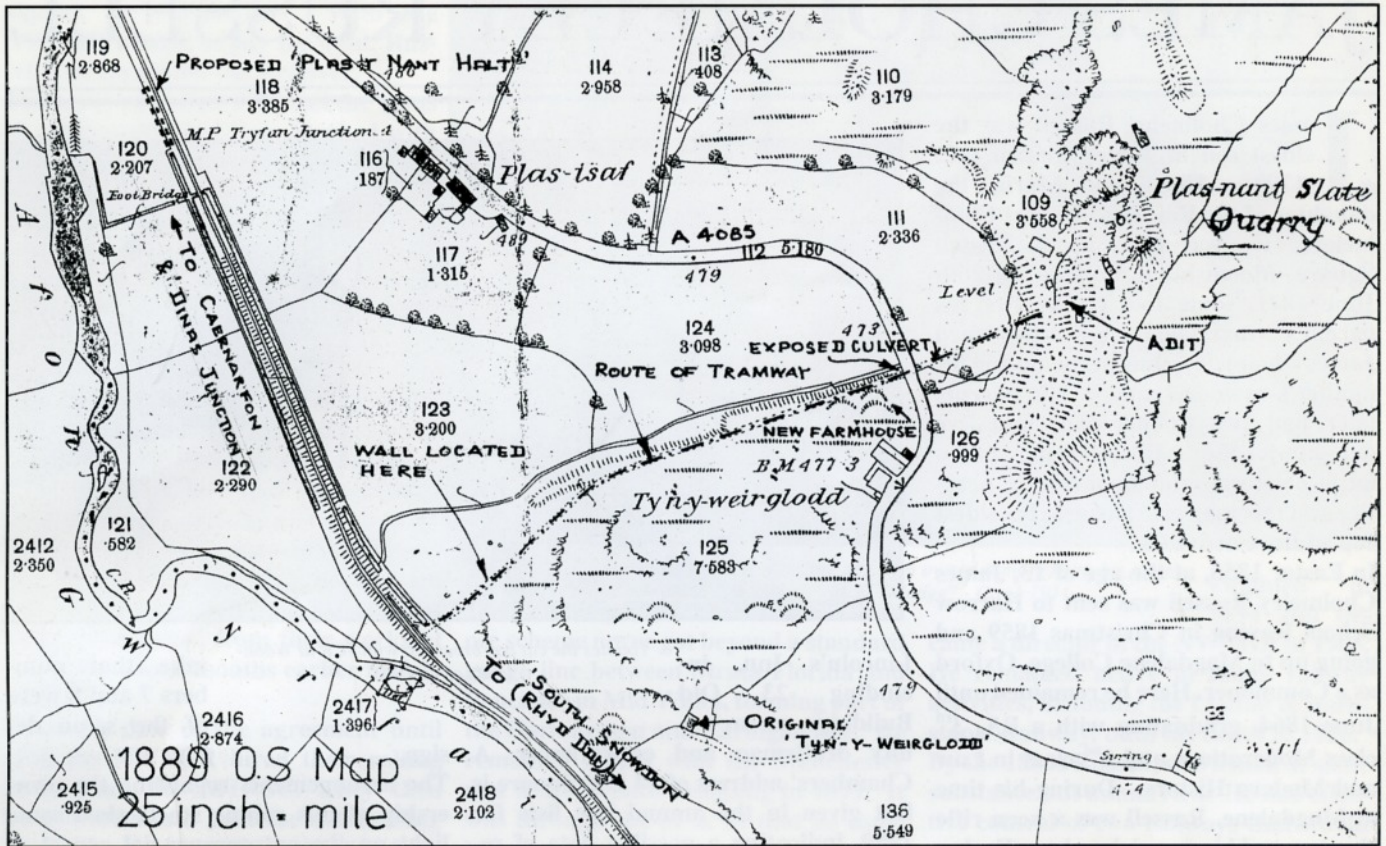 119
2·868
PROPOSED 'PLAS-Y NANT HALT'
118
3·385
486
114
2·958
113
·408
110
3·179
M.P Tryfan Junction 4
120
2·207
116
·187
Plas-isaf
Plas-nant Slate
Quarry
109
3·558
Foot Bridge
111
2·336
A 4085
112 5·180
117
1·315
480
479
TO CAERNARFON
& DINAS JUNCTION
Level
124
3·098
473
EXPOSED CULVERT
ADIT
ROUTE OF TRAMWAY
123
3·200
NEW FARMHOUSE
126
·999
WALL LOCATED
HERE
B.M 477·3
122
2·290
Tyn-y-weirglodd
121
·582
2412
2·350
125
7·583
C.R.
Afon Gwyrfa
TO SOUTH SNOWDON
(RHYD DDU)
479
2417
1·396
ORIGINAL
TYN-Y-WEIRGLODD
2416
2·874
Spring
474
2415
·925
2418
2·102
136
5·549
1889 O.S Map
25 inch - mile